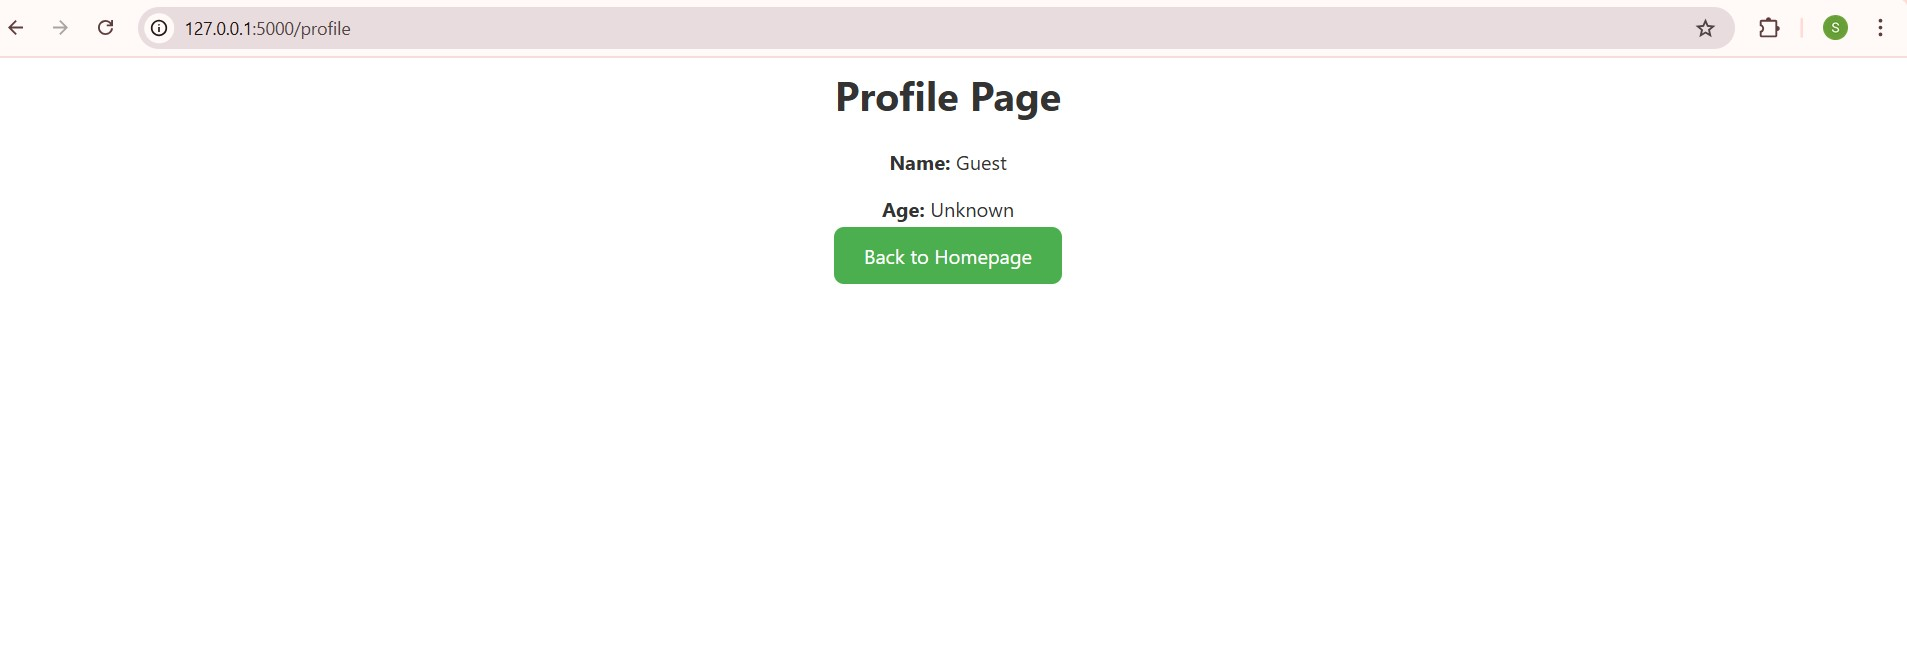 127.0.0.1:5000/profile
S
Profile Page
Name: Guest
Age: Unknown
Back to Homepage